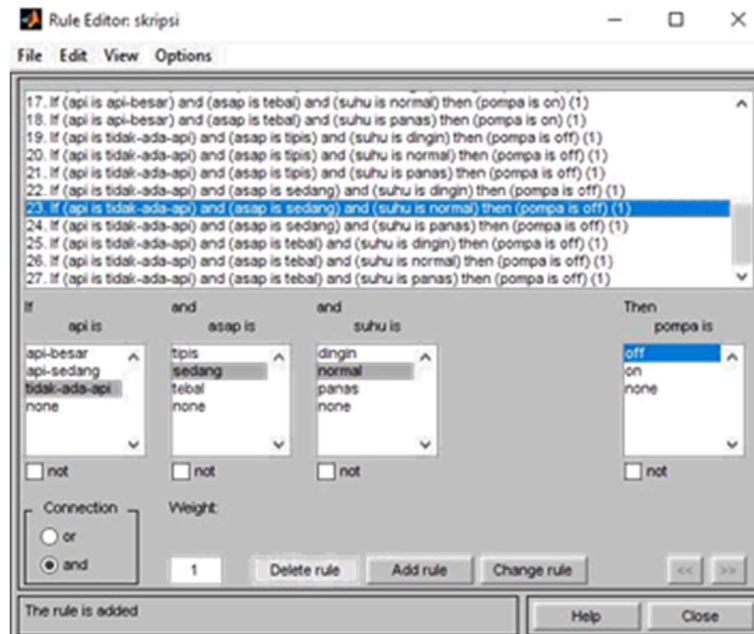 Rule Editor: skripsi
File Edit View Options
17. If (api is api-besar) and (asap is tebal) and (suhu is normal) then (pompa is on) (1)
18. If (api is api-besar) and (asap is tebal) and (suhu is panas) then (pompa is on) (1)
19. If (api is tidak-ada-api) and (asap is tipis) and (suhu is dingin) then (pompa is off) (1)
20. If (api is tidak-ada-api) and (asap is tipis) and (suhu is normal) then (pompa is off) (1)
21. If (api is tidak-ada-api) and (asap is tipis) and (suhu is panas) then (pompa is off) (1)
22. If (api is tidak-ada-api) and (asap is sedang) and (suhu is dingin) then (pompa is off) (1)
23. If (api is tidak-ada-api) and (asap is sedang) and (suhu is normal) then (pompa is off) (1)
24. If (api is tidak-ada-api) and (asap is sedang) and (suhu is panas) then (pompa is off) (1)
25. If (api is tidak-ada-api) and (asap is tebal) and (suhu is dingin) then (pompa is off) (1)
26. If (api is tidak-ada-api) and (asap is tebal) and (suhu is normal) then (pompa is off) (1)
27. If (api is tidak-ada-api) and (asap is tebal) and (suhu is panas) then (pompa is off) (1)
If and and Then
api is asap is suhu is pompa is
api-besar tipis dingin off
api-sedang sedang normal on
tidak-ada-api tebal panas none
none none none
not not not not
Connection Weight:
or
and 1 Delete rule Add rule Change rule << >>
The rule is added Help Close